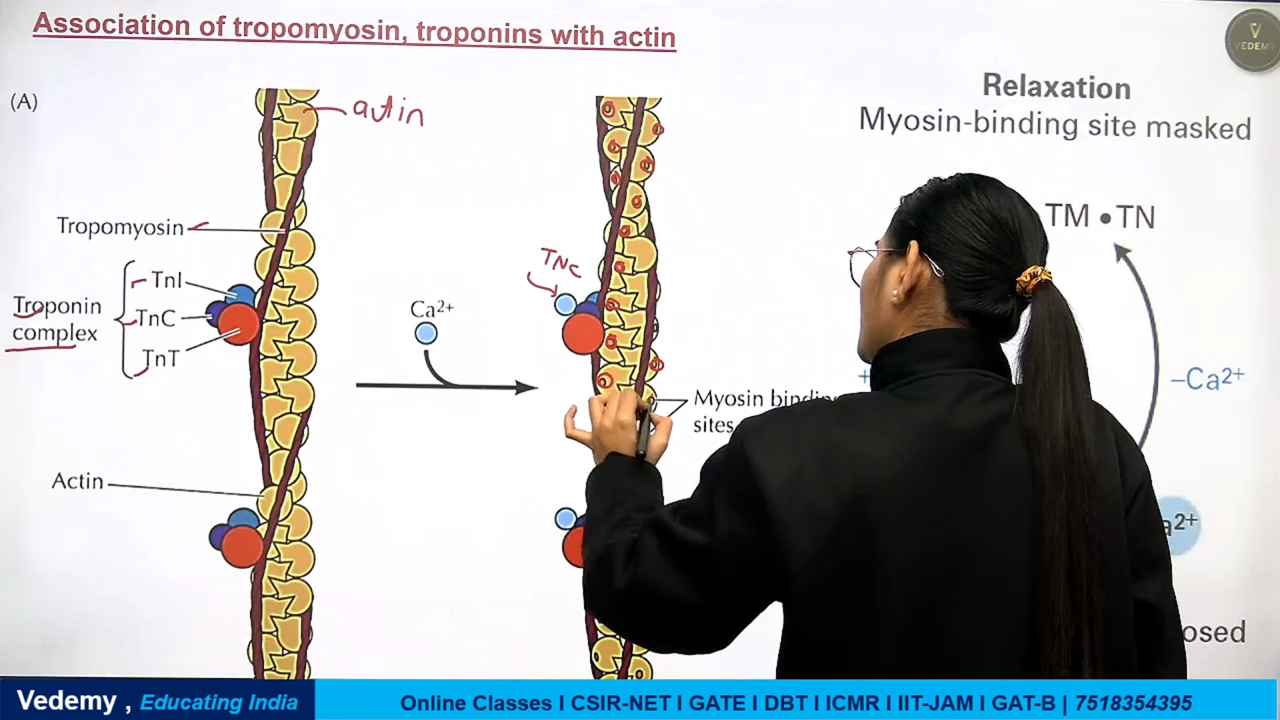 Association of tropomyosin, troponins with actin
VEDEMY
(A)
actin
Relaxation
Myosin-binding site masked
Tropomyosin
TM • TN
TNC
TnI
Troponin
complex
TnC
TnT
Ca²⁺
–Ca²⁺
+
Myosin
sites
Actin
a²⁺
osed
Vedemy , Educating India
Online Classes I CSIR-NET I GATE I DBT I ICMR I IIT-JAM I GAT-B | 7518354395